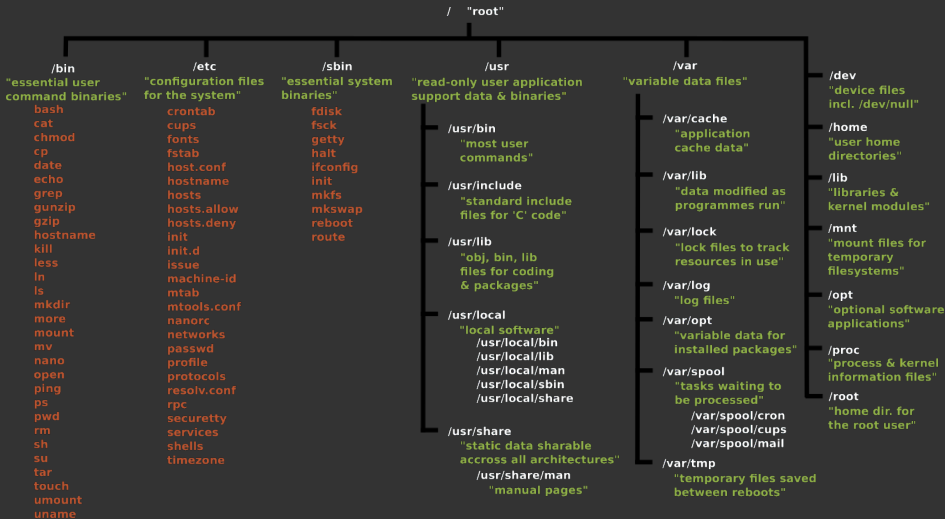 / "root"
/bin
"essential user
command binaries"
bash
cat
chmod
cp
date
echo
grep
gunzip
gzip
hostname
kill
less
ln
ls
mkdir
more
mount
mv
nano
open
ping
ps
pwd
rm
sh
su
tar
touch
umount
uname
/etc
"configuration files
for the system"
crontab
cups
fonts
fstab
host.conf
hostname
hosts
hosts.allow
hosts.deny
init
init.d
issue
machine-id
mtab
mtools.conf
nanorc
networks
passwd
profile
protocols
resolv.conf
rpc
securetty
services
shells
timezone
/sbin
"essential system
binaries"
fdisk
fsck
getty
halt
ifconfig
init
mkfs
mkswap
reboot
route
/usr
"read-only user application
support data & binaries"
/usr/bin
"most user
commands"
/usr/include
"standard include
files for 'C' code"
/usr/lib
"obj, bin, lib
files for coding
& packages"
/usr/local
"local software"
/usr/local/bin
/usr/local/lib
/usr/local/man
/usr/local/sbin
/usr/local/share
/usr/share
"static data sharable
accross all architectures"
/usr/share/man
"manual pages"
/var
"variable data files"
/var/cache
"application
cache data"
/var/lib
"data modified as
programmes run"
/var/lock
"lock files to track
resources in use"
/var/log
"log files"
/var/opt
"variable data for
installed packages"
/var/spool
"tasks waiting to
be processed"
/var/spool/cron
/var/spool/cups
/var/spool/mail
/var/tmp
"temporary files saved
between reboots"
/dev
"device files
incl. /dev/null"
/home
"user home
directories"
/lib
"libraries &
kernel modules"
/mnt
"mount files for
temporary
filesystems"
/opt
"optional software
applications"
/proc
"process & kernel
information files"
/root
"home dir. for
the root user"